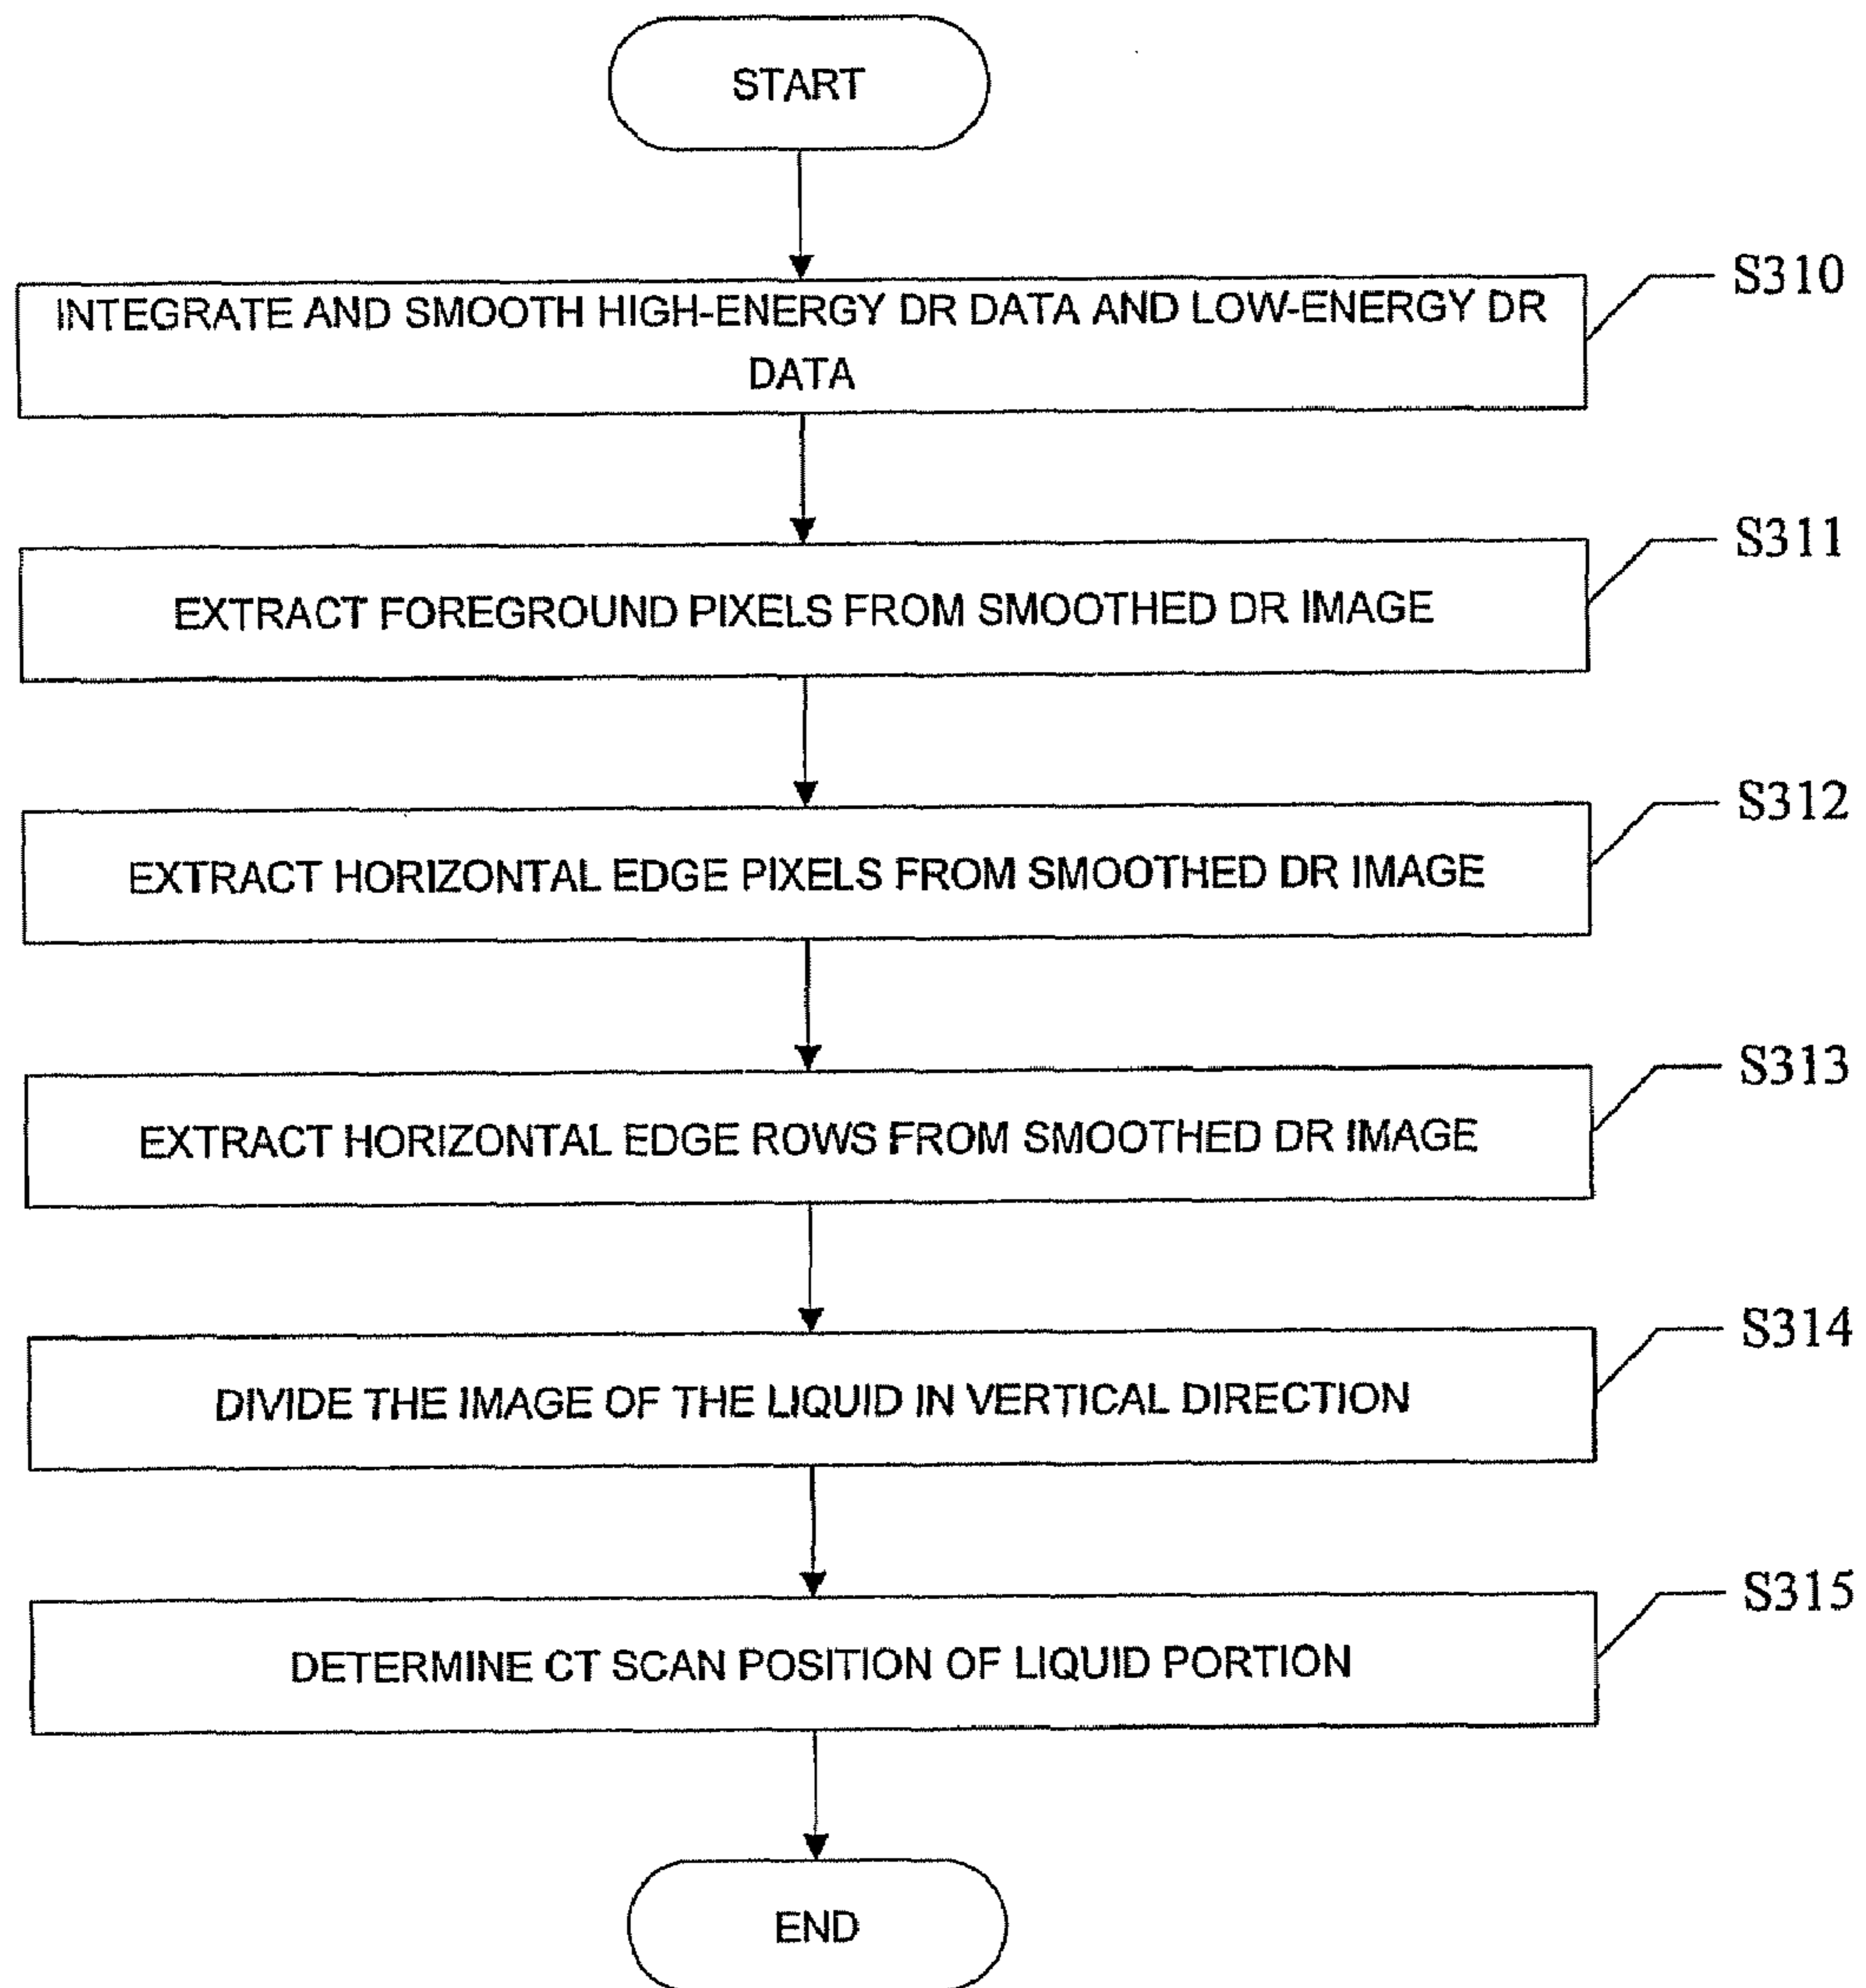 START
INTEGRATE AND SMOOTH HIGH-ENERGY DR DATA AND LOW-ENERGY DR
DATA
S310
EXTRACT FOREGROUND PIXELS FROM SMOOTHED DR IMAGE
S311
EXTRACT HORIZONTAL EDGE PIXELS FROM SMOOTHED DR IMAGE
S312
EXTRACT HORIZONTAL EDGE ROWS FROM SMOOTHED DR IMAGE
S313
DIVIDE THE IMAGE OF THE LIQUID IN VERTICAL DIRECTION
S314
DETERMINE CT SCAN POSITION OF LIQUID PORTION
S315
END